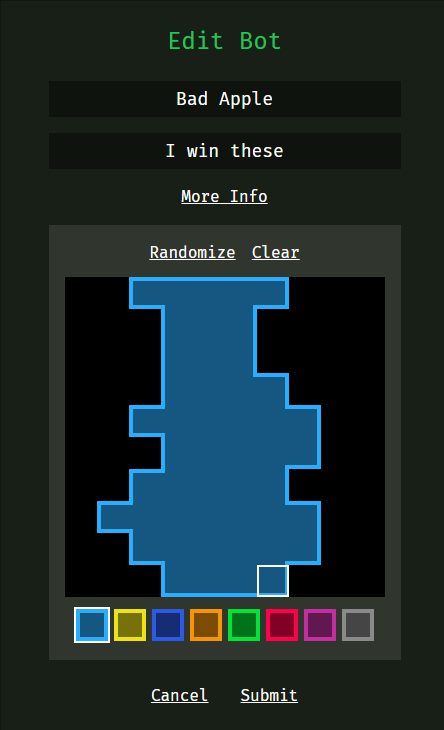 Edit Bot
Bad Apple
I win these
More Info
Randomize Clear
Cancel Submit